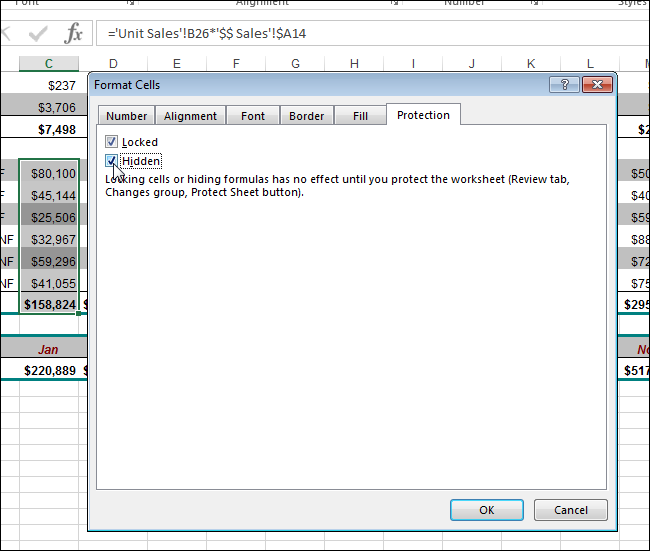 Font Alignment Number Styles
fx ='Unit Sales'!B26*'$$ Sales'!$A14
C D E F G H I J K L M
$237
$3,706
$7,498
Format Cells
Number Alignment Font Border Fill Protection
Locked
Hidden
Locking cells or hiding formulas has no effect until you protect the worksheet (Review tab,
Changes group, Protect Sheet button).
F $80,100 $50
$45,144 $40
F $25,506 $59
NF $32,967 $88
NF $59,296 $72
NF $41,055 $75
$158,824 $ $295
Jan No
$220,889 $ $517
OK Cancel